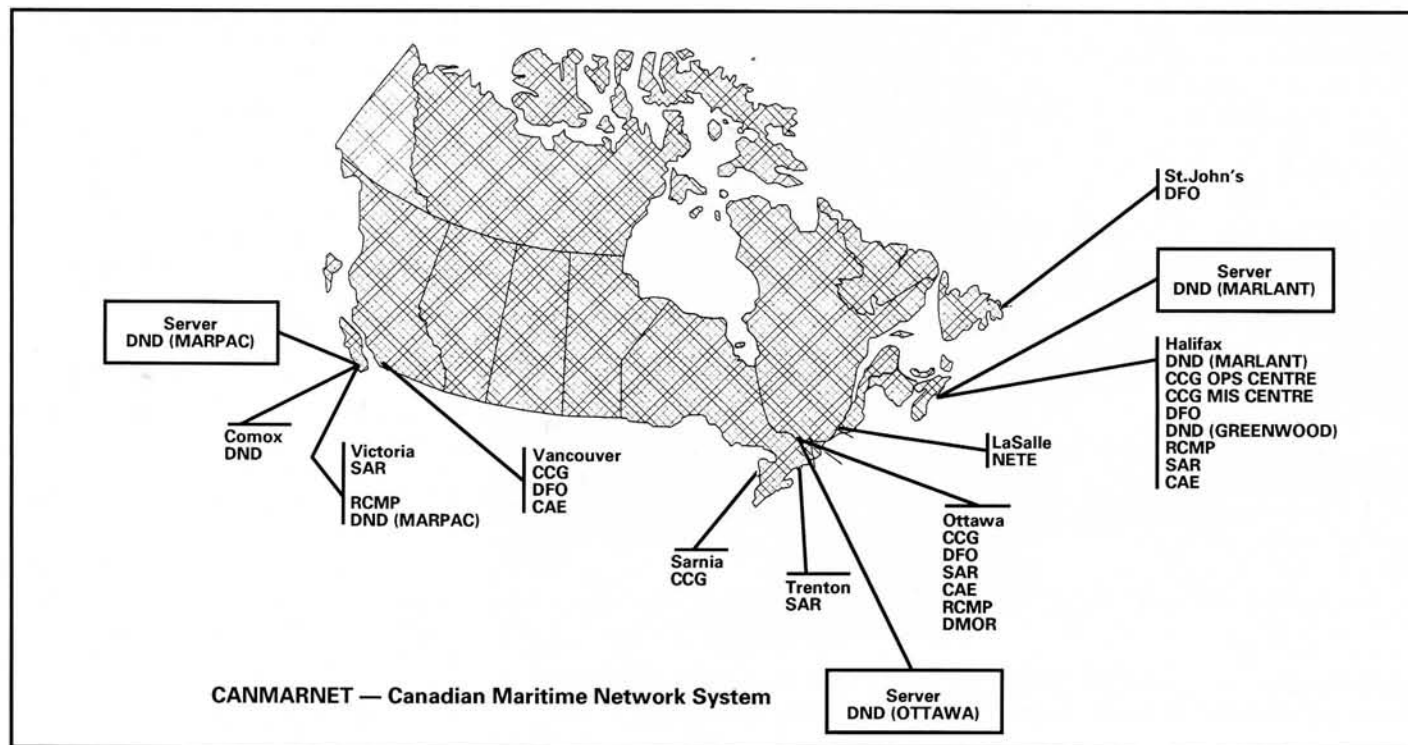 St.John's
DFO
Server
DND (MARLANT)
Server
DND (MARPAC)
Halifax
DND (MARLANT)
CCG OPS CENTRE
CCG MIS CENTRE
DFO
DND (GREENWOOD)
RCMP
SAR
CAE
Comox
DND
Victoria
SAR
RCMP
DND (MARPAC)
Vancouver
CCG
DFO
CAE
LaSalle
NETE
Sarnia
CCG
Trenton
SAR
Ottawa
CCG
DFO
SAR
CAE
RCMP
DMOR
CANMARNET — Canadian Maritime Network System
Server
DND (OTTAWA)